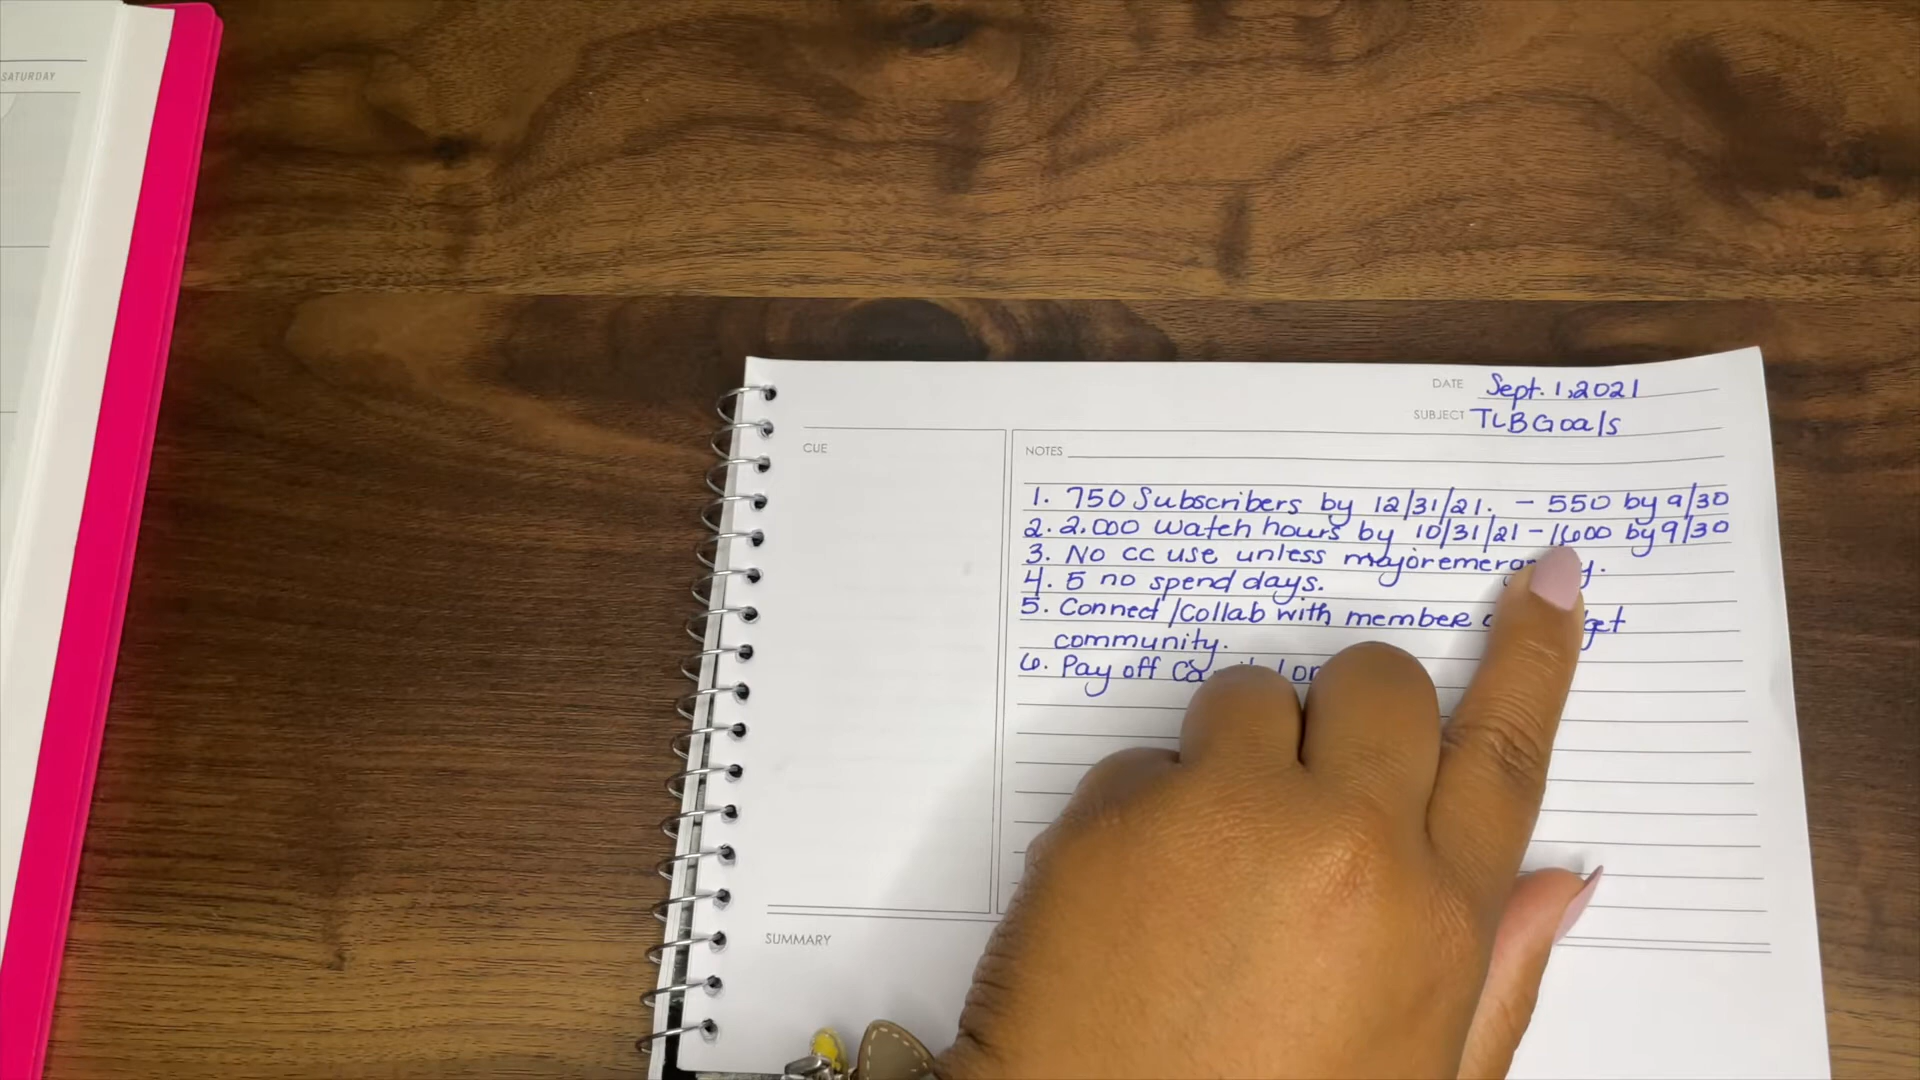 SATURDAY
DATE Sept. 1, 2021
SUBJECT TLB Goals
CUE
NOTES
1. 750 Subscribers by 12/31/21. - 550 by 9/30
2. 2.000 watch hours by 10/31/21 - 1600 by 9/30
3. No cc use unless major
4. 5 no spend days.
5. Connect/Collab with member
community.
6. Pay off
SUMMARY